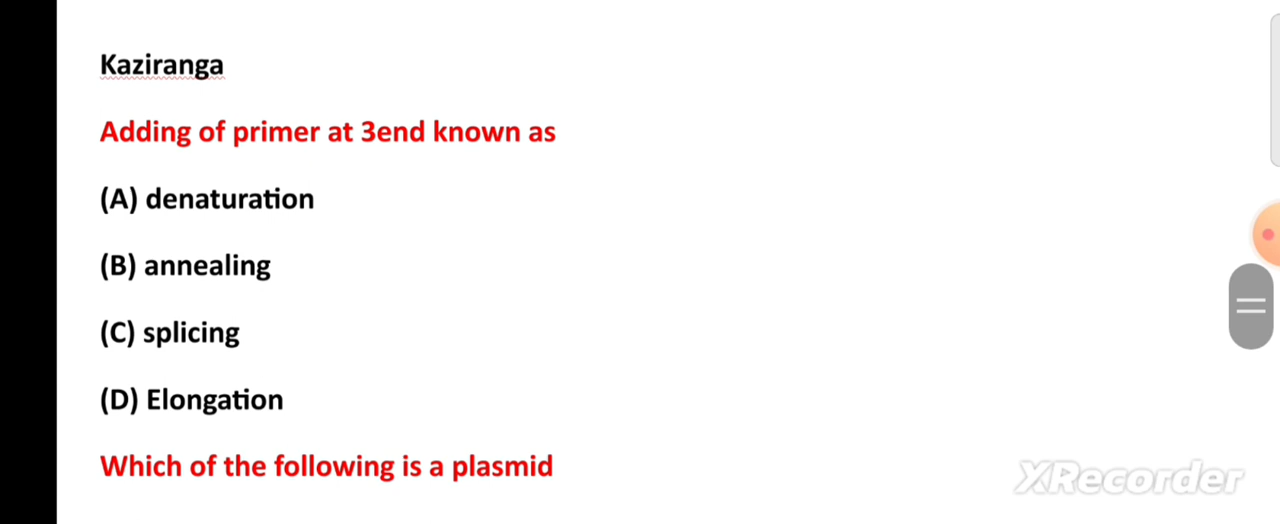 Kaziranga
Adding of primer at 3end known as
(A) denaturation
(B) annealing
(C) splicing
(D) Elongation
Which of the following is a plasmid
XRecorder